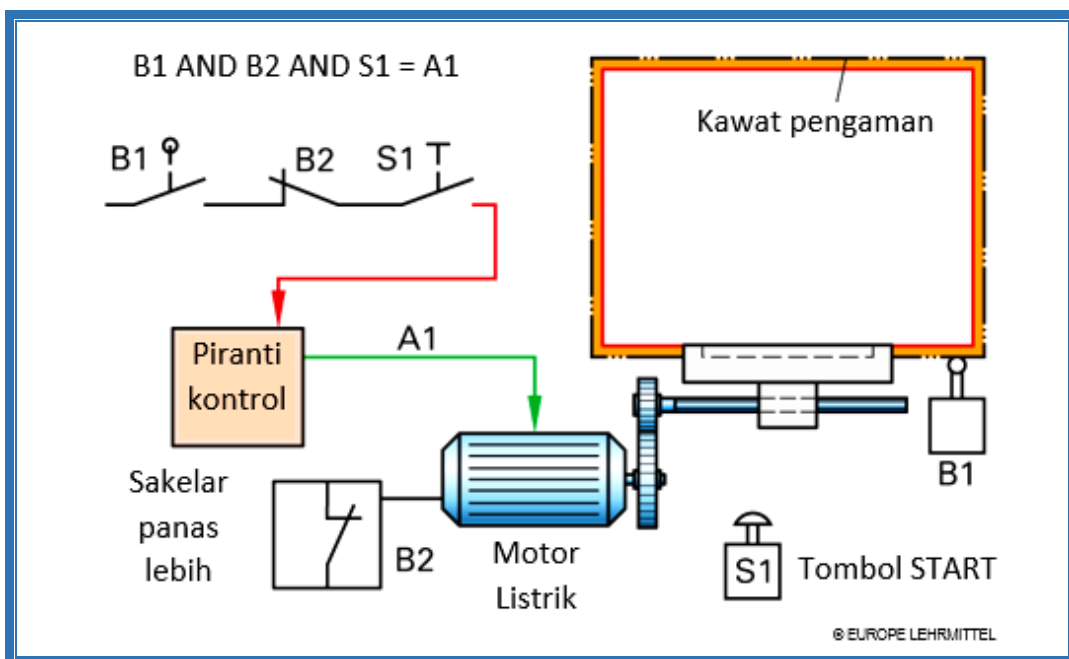 B1 AND B2 AND S1 = A1
Kawat pengaman
B1
B2
S1
A1
Piranti
kontrol
Sakelar
panas
lebih
B2
Motor
Listrik
B1
S1
Tombol START
© EUROPE LEHRMITTEL